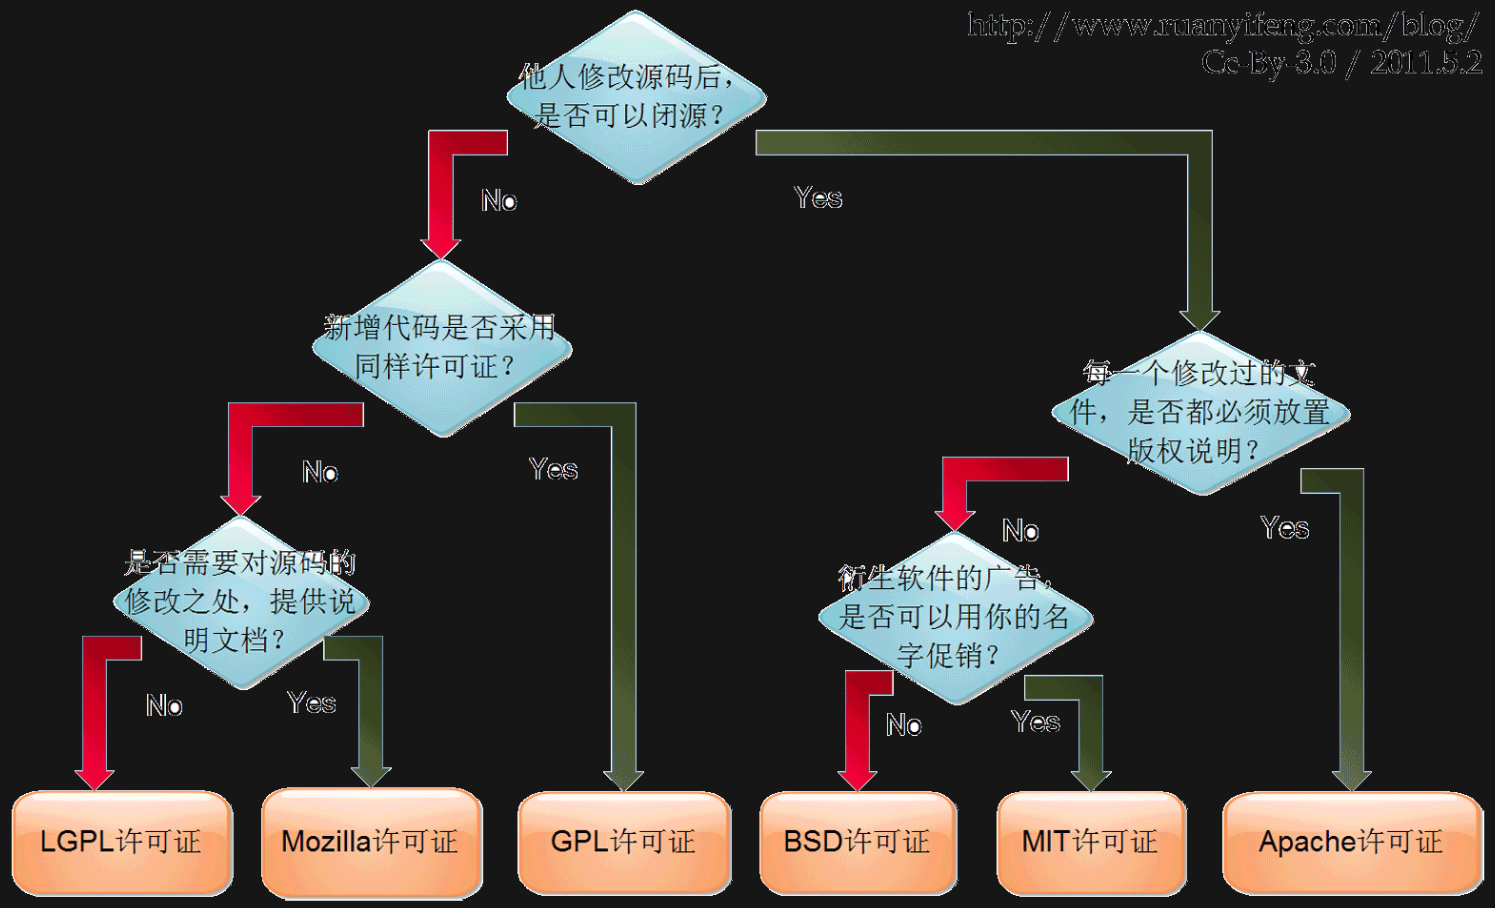 http://www.ruanyifeng.com/blog/
Cc-By-3.0 / 2011.5.2
他人修改源码后，
是否可以闭源？
No
Yes
新增代码是否采用
同样许可证？
每一个修改过的文
件，是否都必须放置
版权说明？
No
Yes
No
Yes
是否需要对源码的
修改之处，提供说
明文档？
衍生软件的广告，
是否可以用你的名
字促销？
No
Yes
No
Yes
LGPL许可证
Mozilla许可证
GPL许可证
BSD许可证
MIT许可证
Apache许可证